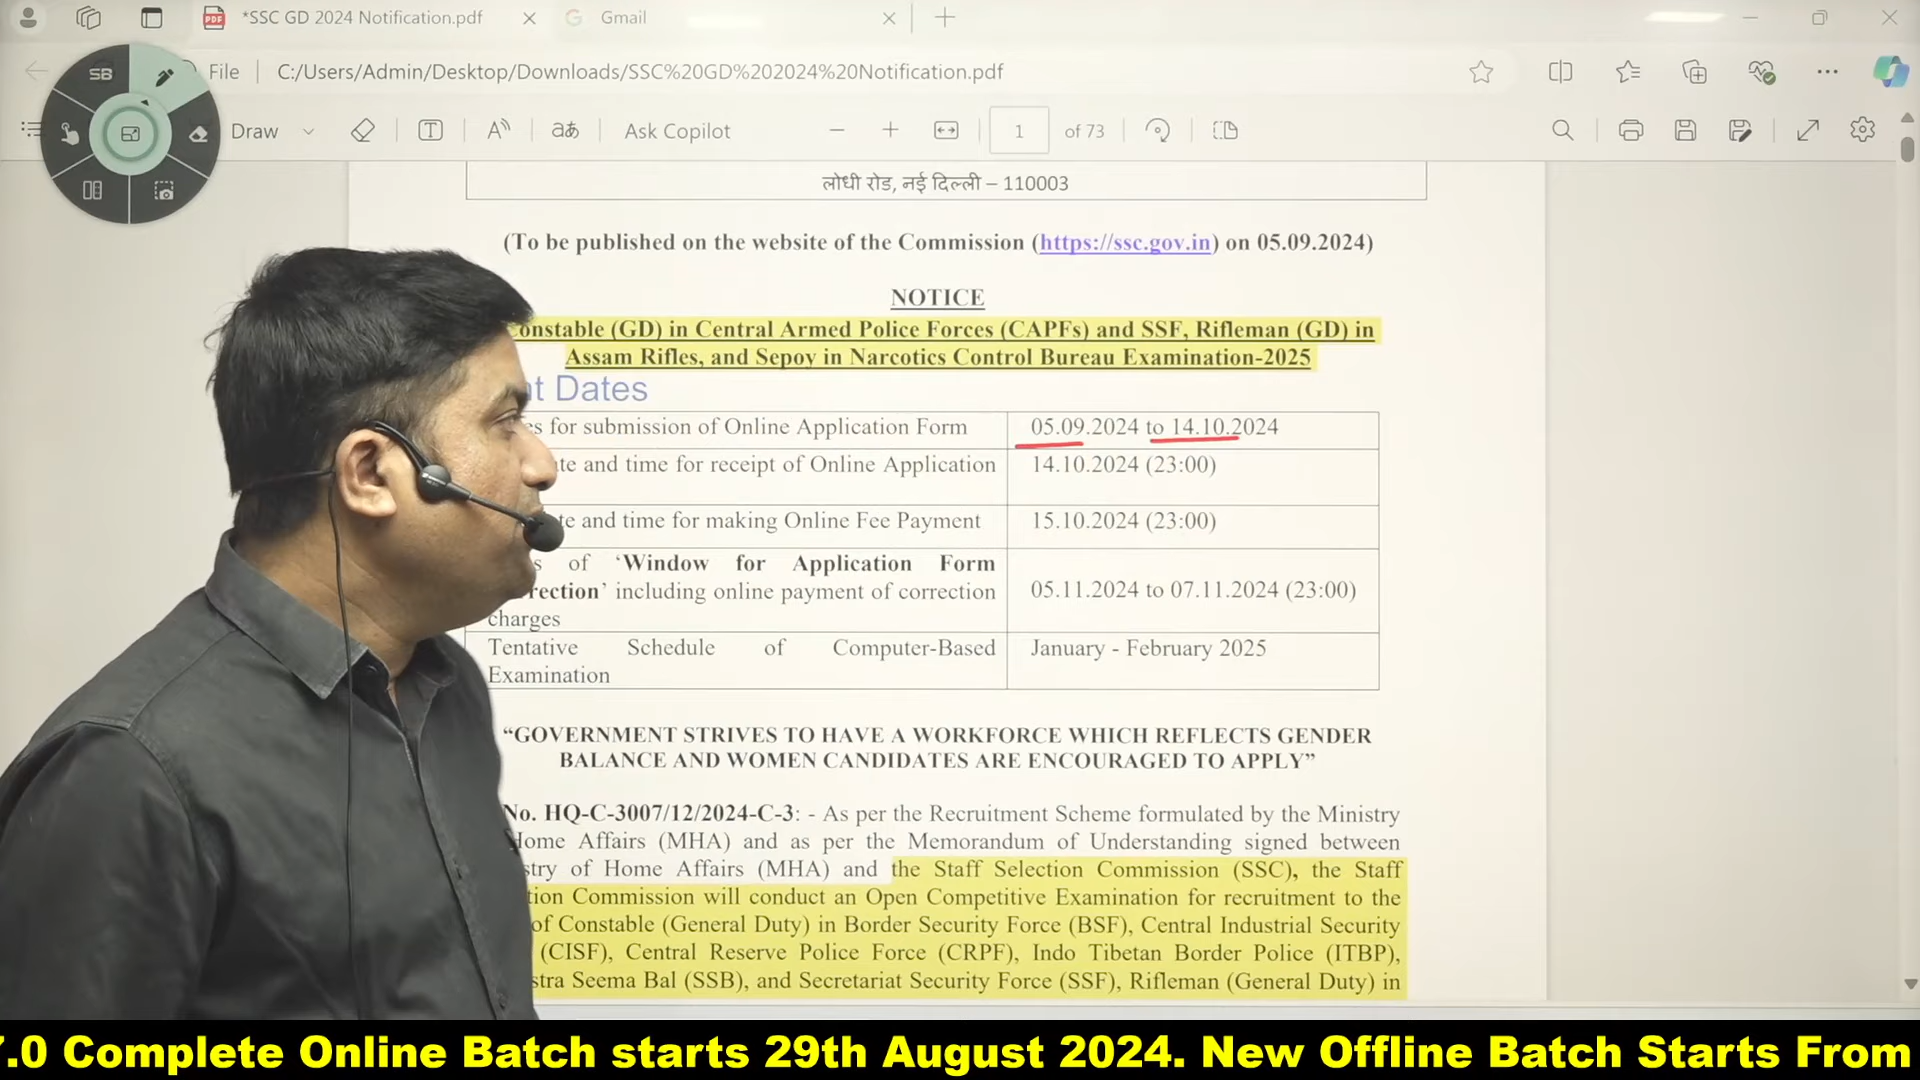 *SSC GD 2024 Notification.pdf
Gmail
SB
File
C:/Users/Admin/Desktop/Downloads/SSC%20GD%202024%20Notification.pdf
Draw
T
A
aあ
Ask Copilot
1
of 73
लोधी रोड, नई दिल्ली – 110003
(To be published on the website of the Commission (https://ssc.gov.in) on 05.09.2024)
NOTICE
onstable (GD) in Central Armed Police Forces (CAPFs) and SSF, Rifleman (GD) in
Assam Rifles, and Sepoy in Narcotics Control Bureau Examination-2025
nt Dates
es for submission of Online Application Form
05.09.2024 to 14.10.2024
te and time for receipt of Online Application
14.10.2024 (23:00)
te and time for making Online Fee Payment
15.10.2024 (23:00)
s of ‘Window for Application Form
rection’ including online payment of correction
charges
05.11.2024 to 07.11.2024 (23:00)
Tentative Schedule of Computer-Based
Examination
January - February 2025
“GOVERNMENT STRIVES TO HAVE A WORKFORCE WHICH REFLECTS GENDER
BALANCE AND WOMEN CANDIDATES ARE ENCOURAGED TO APPLY”
No. HQ-C-3007/12/2024-C-3: - As per the Recruitment Scheme formulated by the Ministry
Home Affairs (MHA) and as per the Memorandum of Understanding signed between
stry of Home Affairs (MHA) and the Staff Selection Commission (SSC), the Staff
tion Commission will conduct an Open Competitive Examination for recruitment to the
of Constable (General Duty) in Border Security Force (BSF), Central Industrial Security
(CISF), Central Reserve Police Force (CRPF), Indo Tibetan Border Police (ITBP),
stra Seema Bal (SSB), and Secretariat Security Force (SSF), Rifleman (General Duty) in
7.0 Complete Online Batch starts 29th August 2024. New Offline Batch Starts From